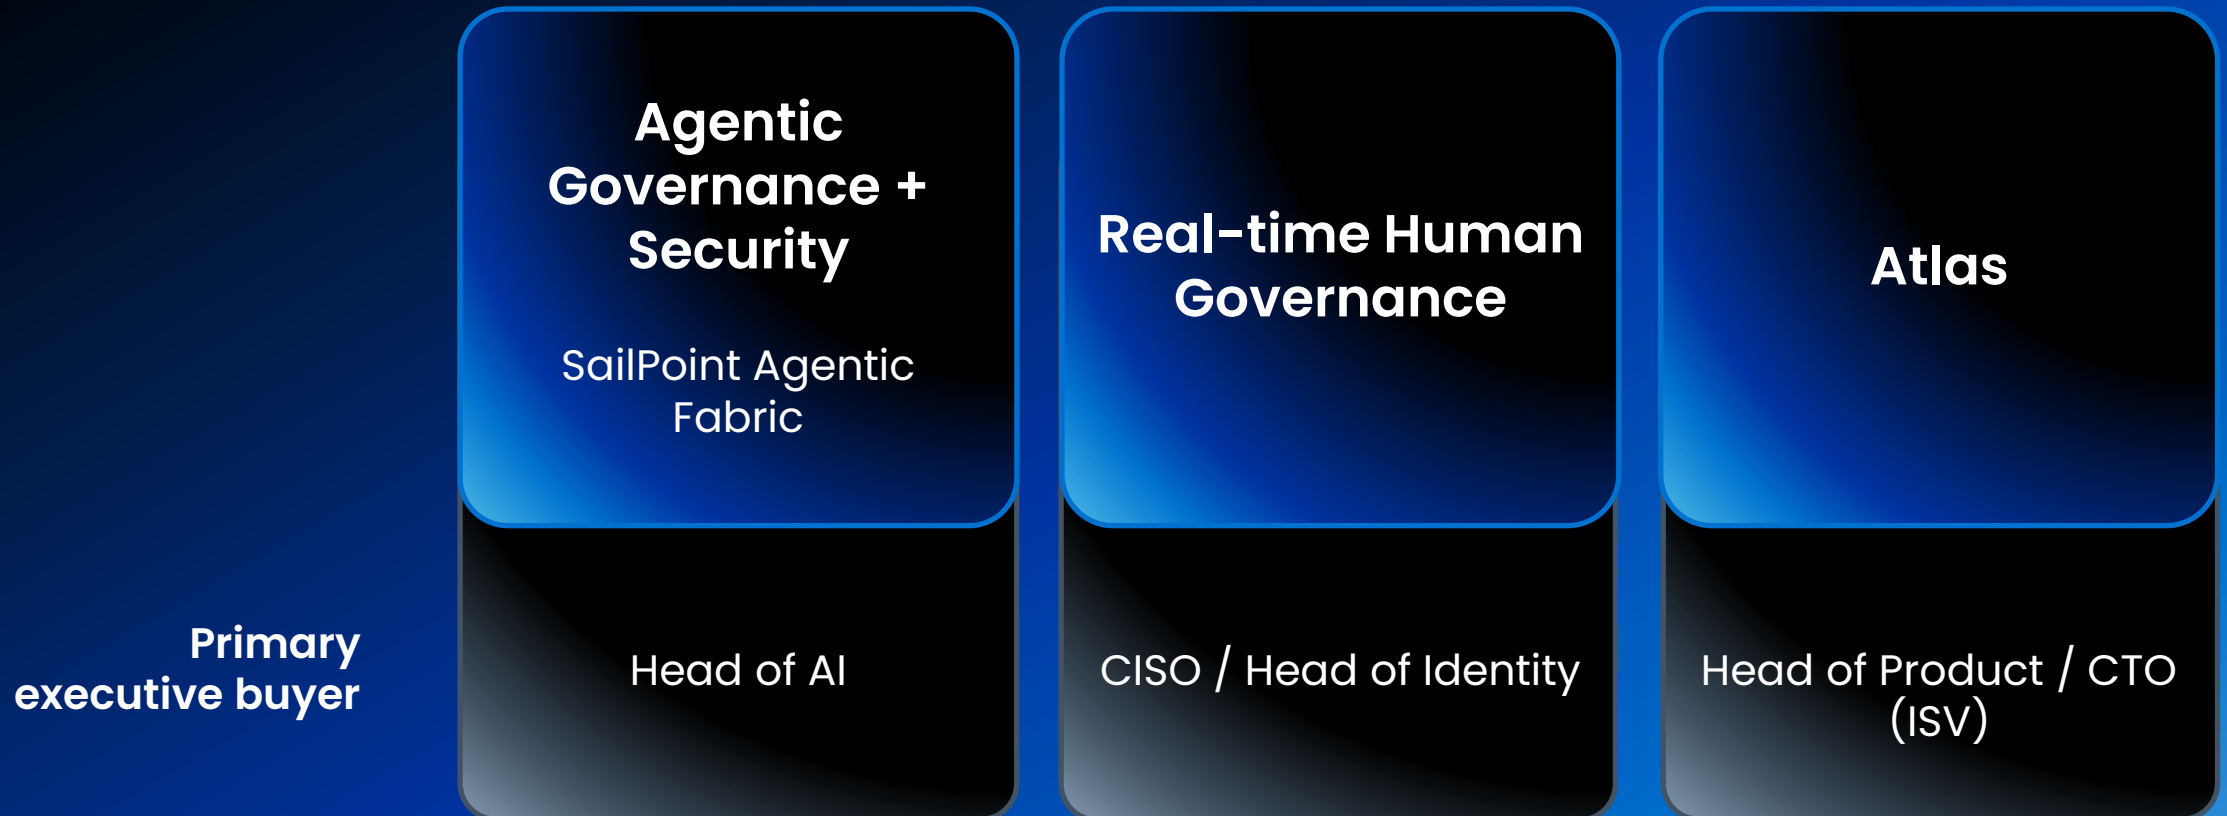 Agentic
Governance +
Security
SailPoint Agentic
Fabric
Real-time Human
Governance
Atlas
Primary
executive buyer
Head of AI
CISO / Head of Identity
Head of Product / CTO
(ISV)